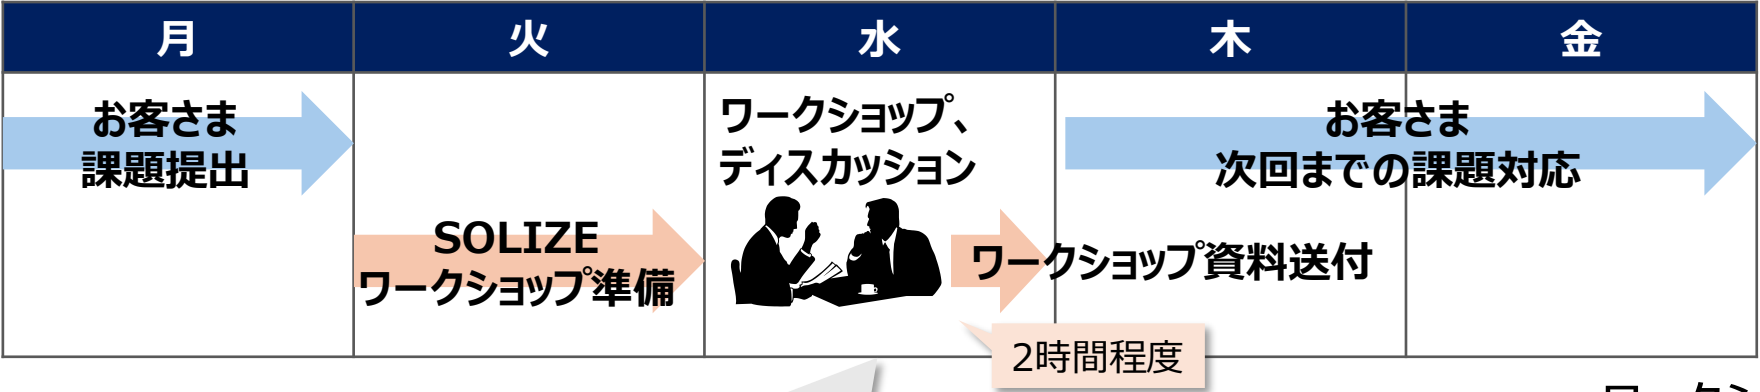 月 火 水 木 金
お客さま
課題提出
SOLIZE
ワークショップ準備
ワークショップ、
ディスカッション
ワークショップ資料送付
2時間程度
お客さま
次回までの課題対応